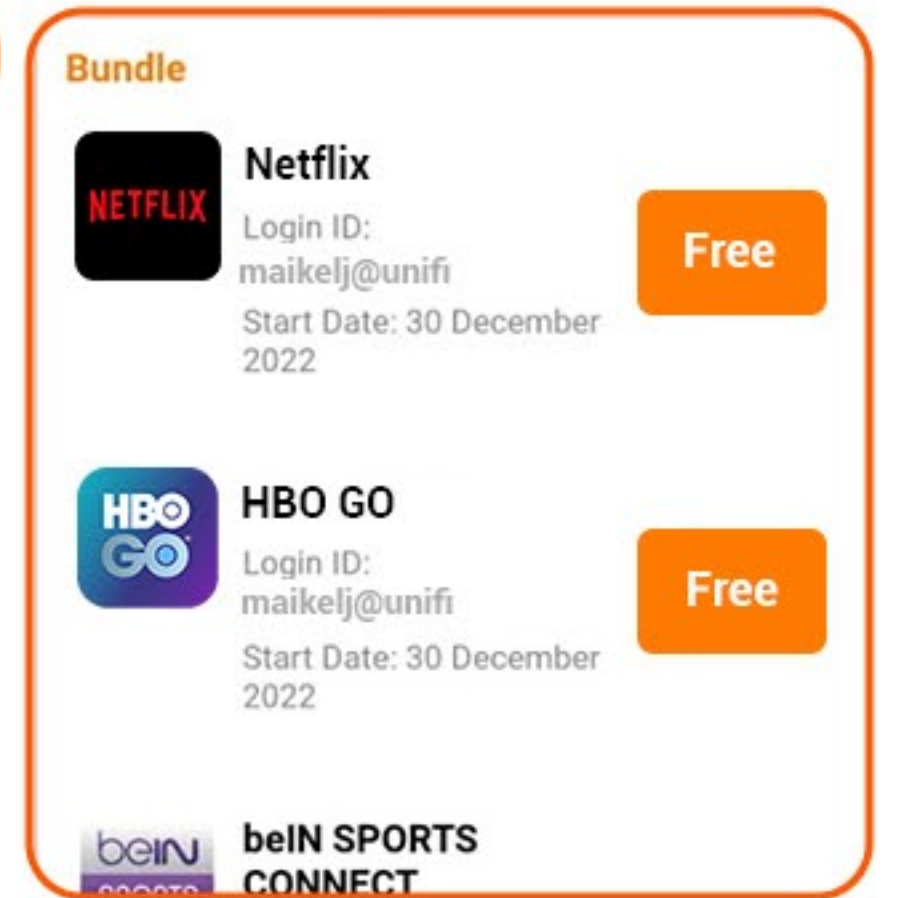 Bundle
NETFLIX
Netflix
Login ID:
maikelj@unifi
Start Date: 30 December
2022
Free
HBO
GO
HBO GO
Login ID:
maikelj@unifi
Start Date: 30 December
2022
Free
beIN
SPORTS
beIN SPORTS
CONNECT